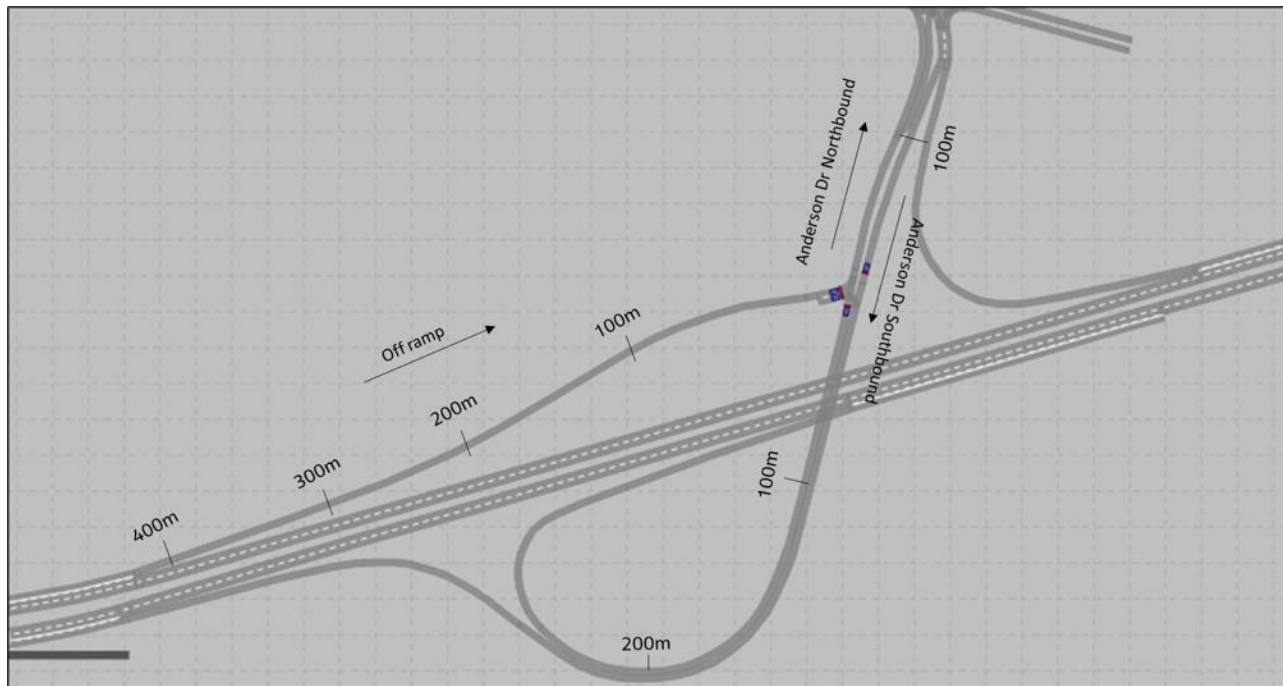 Anderson Dr Northbound
100m
Anderson Dr Southbound
100m
Off ramp
200m
300m
100m
400m
200m